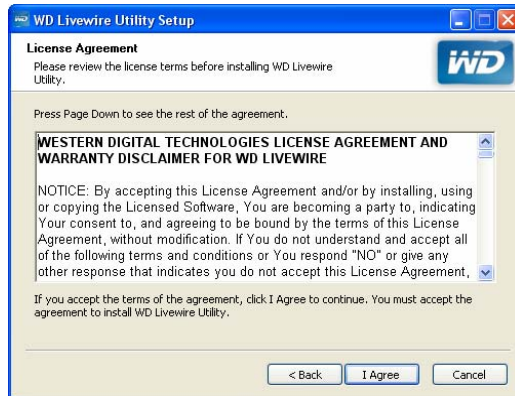 WD WD Livewire Utility Setup
License Agreement
Please review the license terms before installing WD Livewire
Utility.
WD
Press Page Down to see the rest of the agreement.
WESTERN DIGITAL TECHNOLOGIES LICENSE AGREEMENT AND
WARRANTY DISCLAIMER FOR WD LIVEWIRE
NOTICE: By accepting this License Agreement and/or by installing, using
or copying the Licensed Software, You are becoming a party to, indicating
Your consent to, and agreeing to be bound by the terms of this License
Agreement, without modification. If You do not understand and accept all
of the following terms and conditions or You respond "NO" or give any
other response that indicates you do not accept this License Agreement,
If you accept the terms of the agreement, click I Agree to continue. You must accept the
agreement to install WD Livewire Utility.
< Back
I Agree
Cancel